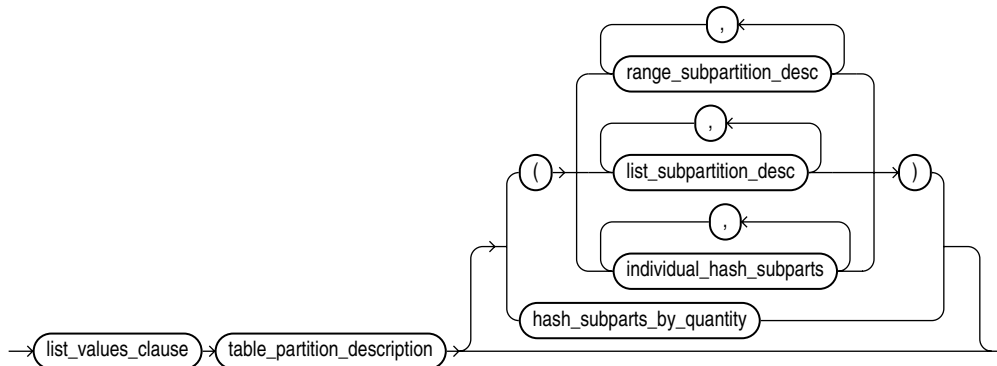 ,
range_subpartition_desc
,
( list_subpartition_desc )
,
individual_hash_subparts
hash_subparts_by_quantity
list_values_clause table_partition_description